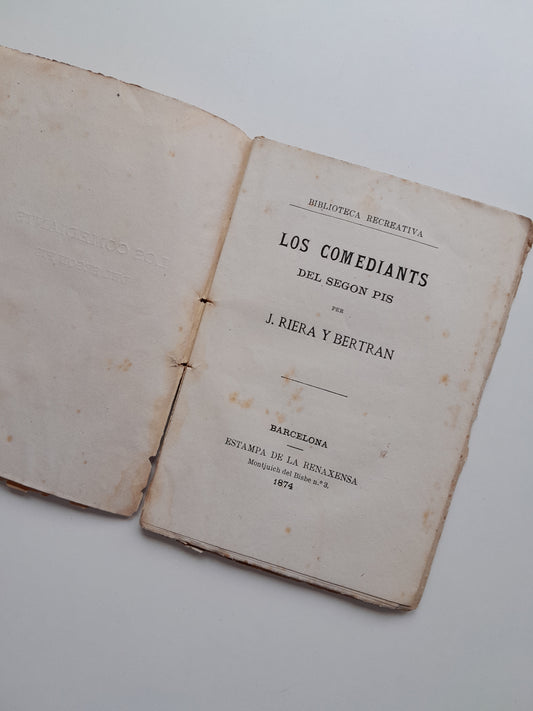 BIBLIOTECA RECREATIVA
LOS COMEDIANTS
DEL SEGON PIS
PER
J. RIERA Y BERTRAN
BARCELONA
ESTAMPA DE LA RENAXENSA
Montjuich del Bisbe n.º 3.
1874